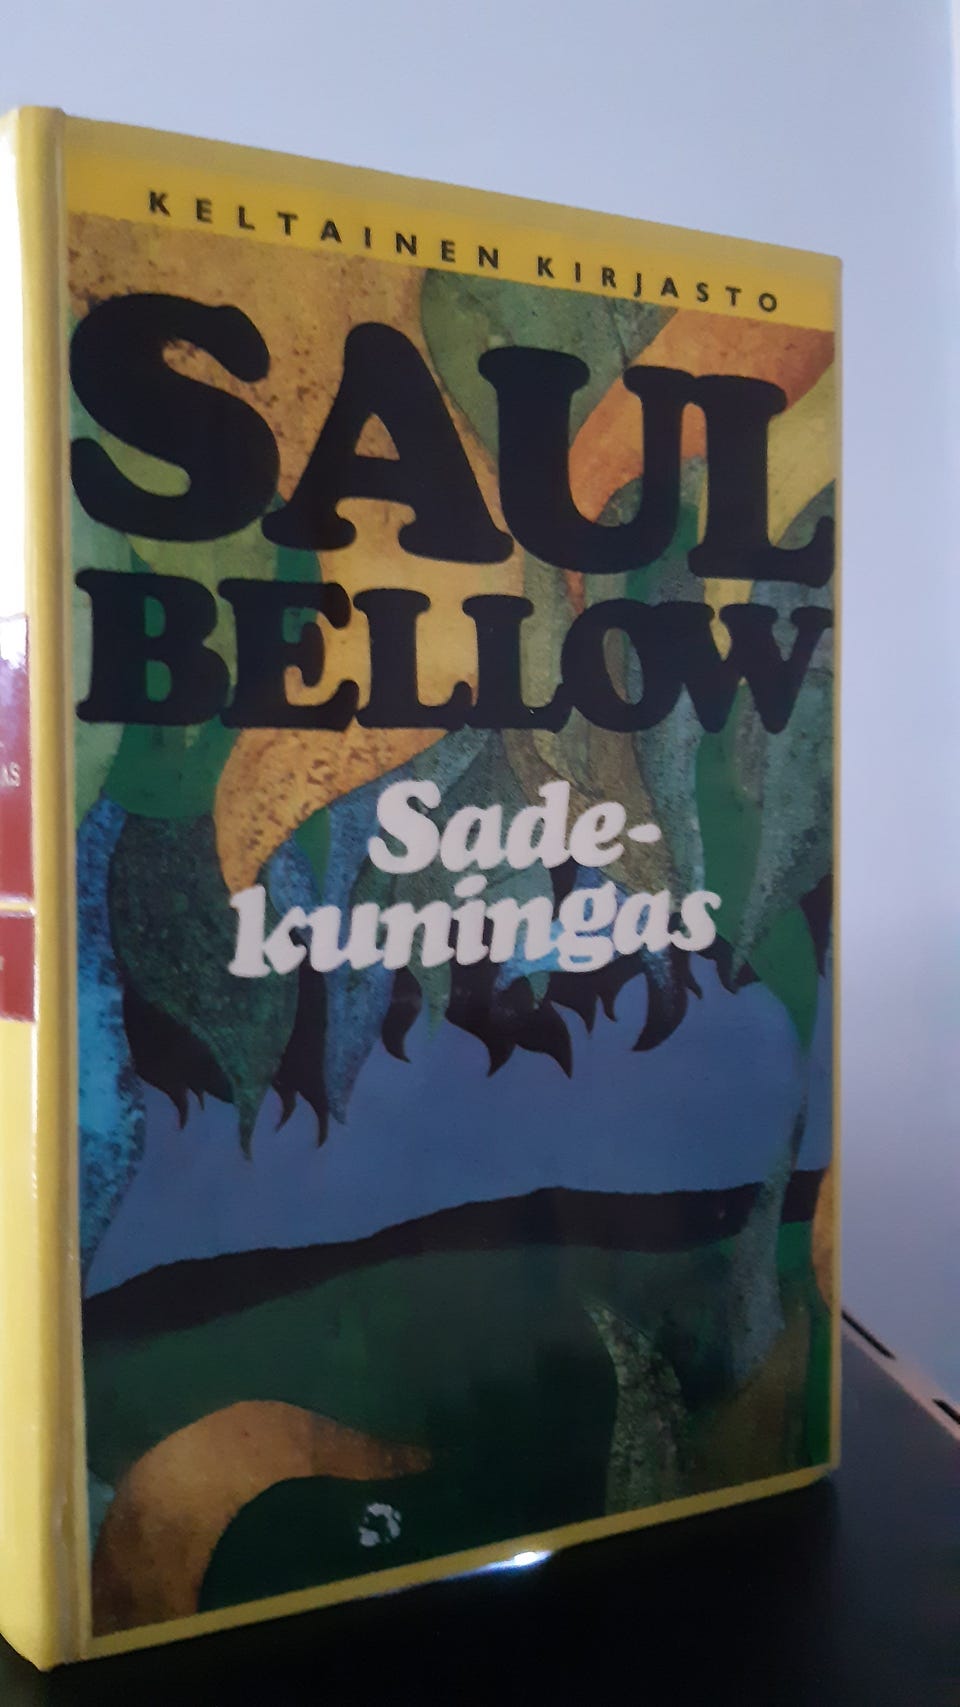 KELTAINEN KIRJASTO
SAUL
BELLOW
Sade-
kuningas